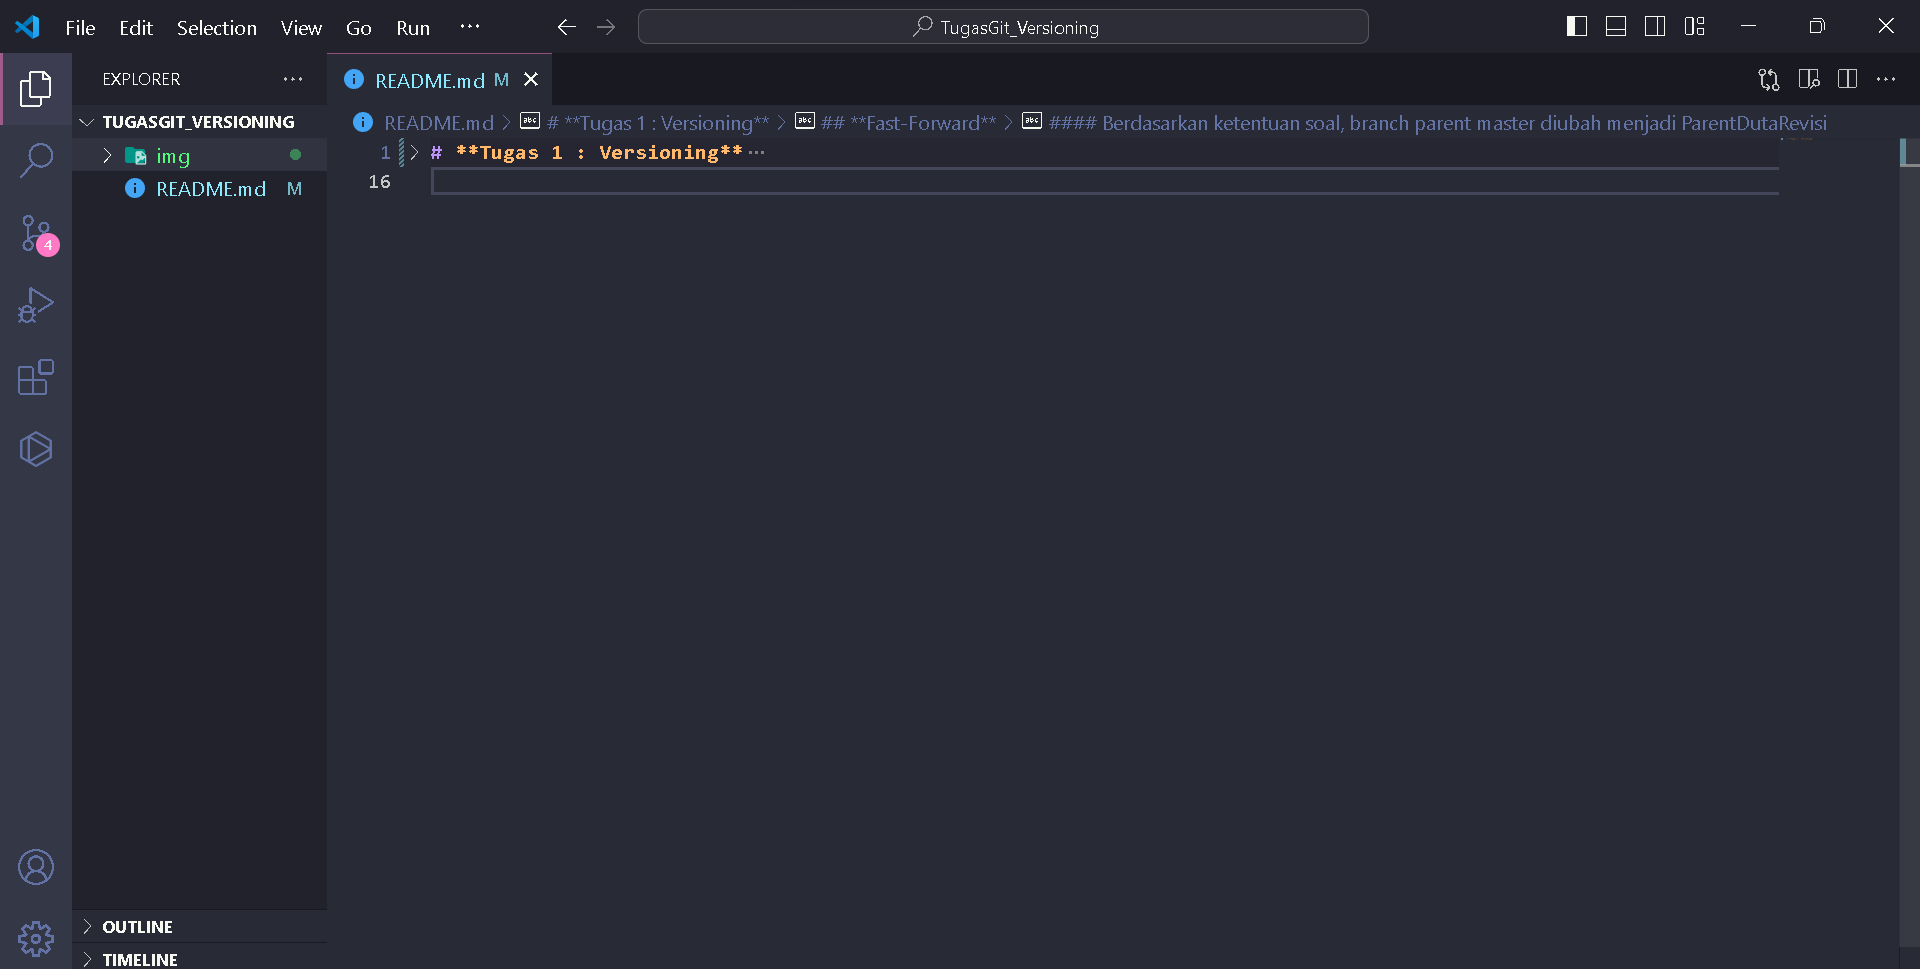 File Edit Selection View Go Run ··· TugasGit_Versioning
EXPLORER ···
README.md M
TUGASGIT_VERSIONING
README.md > # **Tugas 1 : Versioning** > ## **Fast-Forward** > #### Berdasarkan ketentuan soal, branch parent master diubah menjadi ParentDutaRevisi
img
1 # **Tugas 1 : Versioning** ···
README.md M
16
4
OUTLINE
TIMELINE